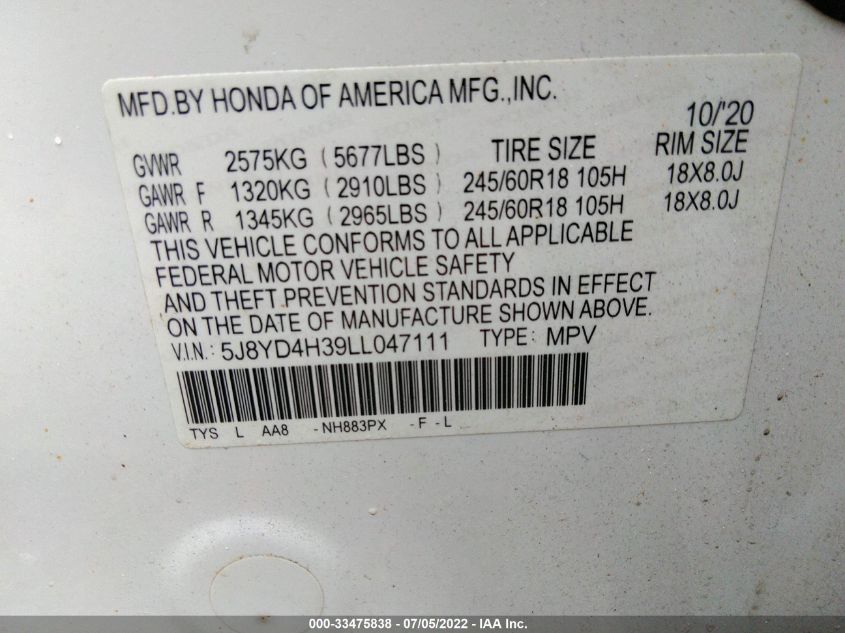 MFD.BY HONDA OF AMERICA MFG.,INC.
10/'20
GVWR 2575KG (5677LBS) TIRE SIZE RIM SIZE
GAWR F 1320KG (2910LBS) 245/60R18 105H 18X8.0J
GAWR R 1345KG (2965LBS) 245/60R18 105H 18X8.0J
THIS VEHICLE CONFORMS TO ALL APPLICABLE
FEDERAL MOTOR VEHICLE SAFETY
AND THEFT PREVENTION STANDARDS IN EFFECT
ON THE DATE OF MANUFACTURE SHOWN ABOVE.
V.I.N.: 5J8YD4H39LL047111 TYPE: MPV
TYS L AA8 -NH883PX -F-L
000-33475838 - 07/05/2022 - IAA Inc.